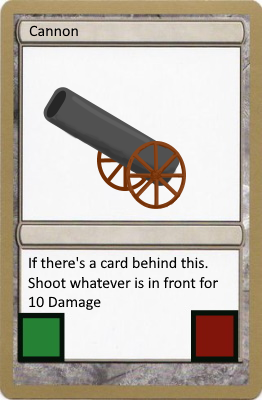 Cannon
If there's a card behind this.
Shoot whatever is in front for
10 Damage